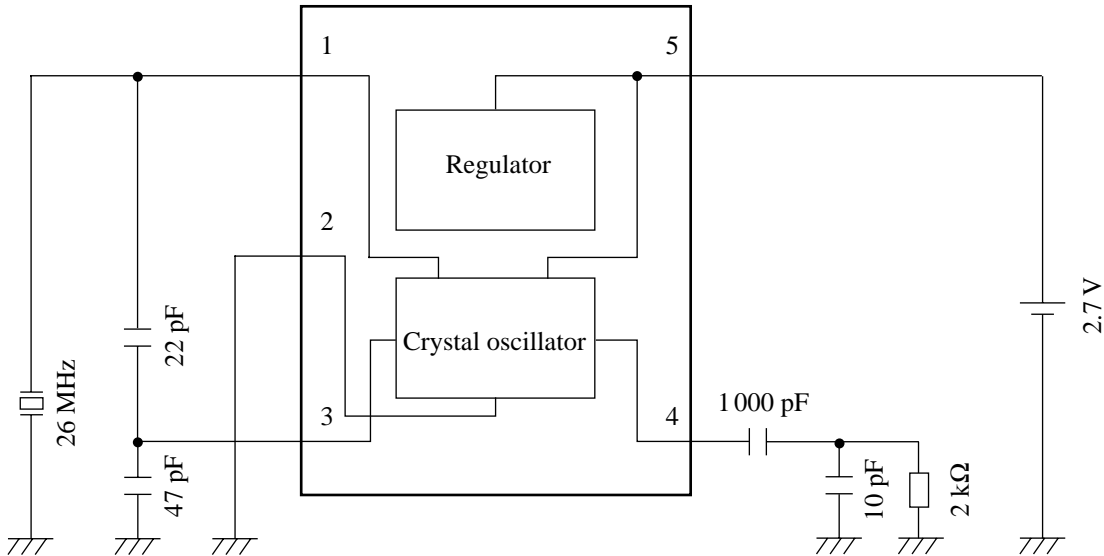 1
5
Regulator
2
22 pF
Crystal oscillator
2.7 V
26 MHz
3
4
1 000 pF
47 pF
10 pF
2 kΩ